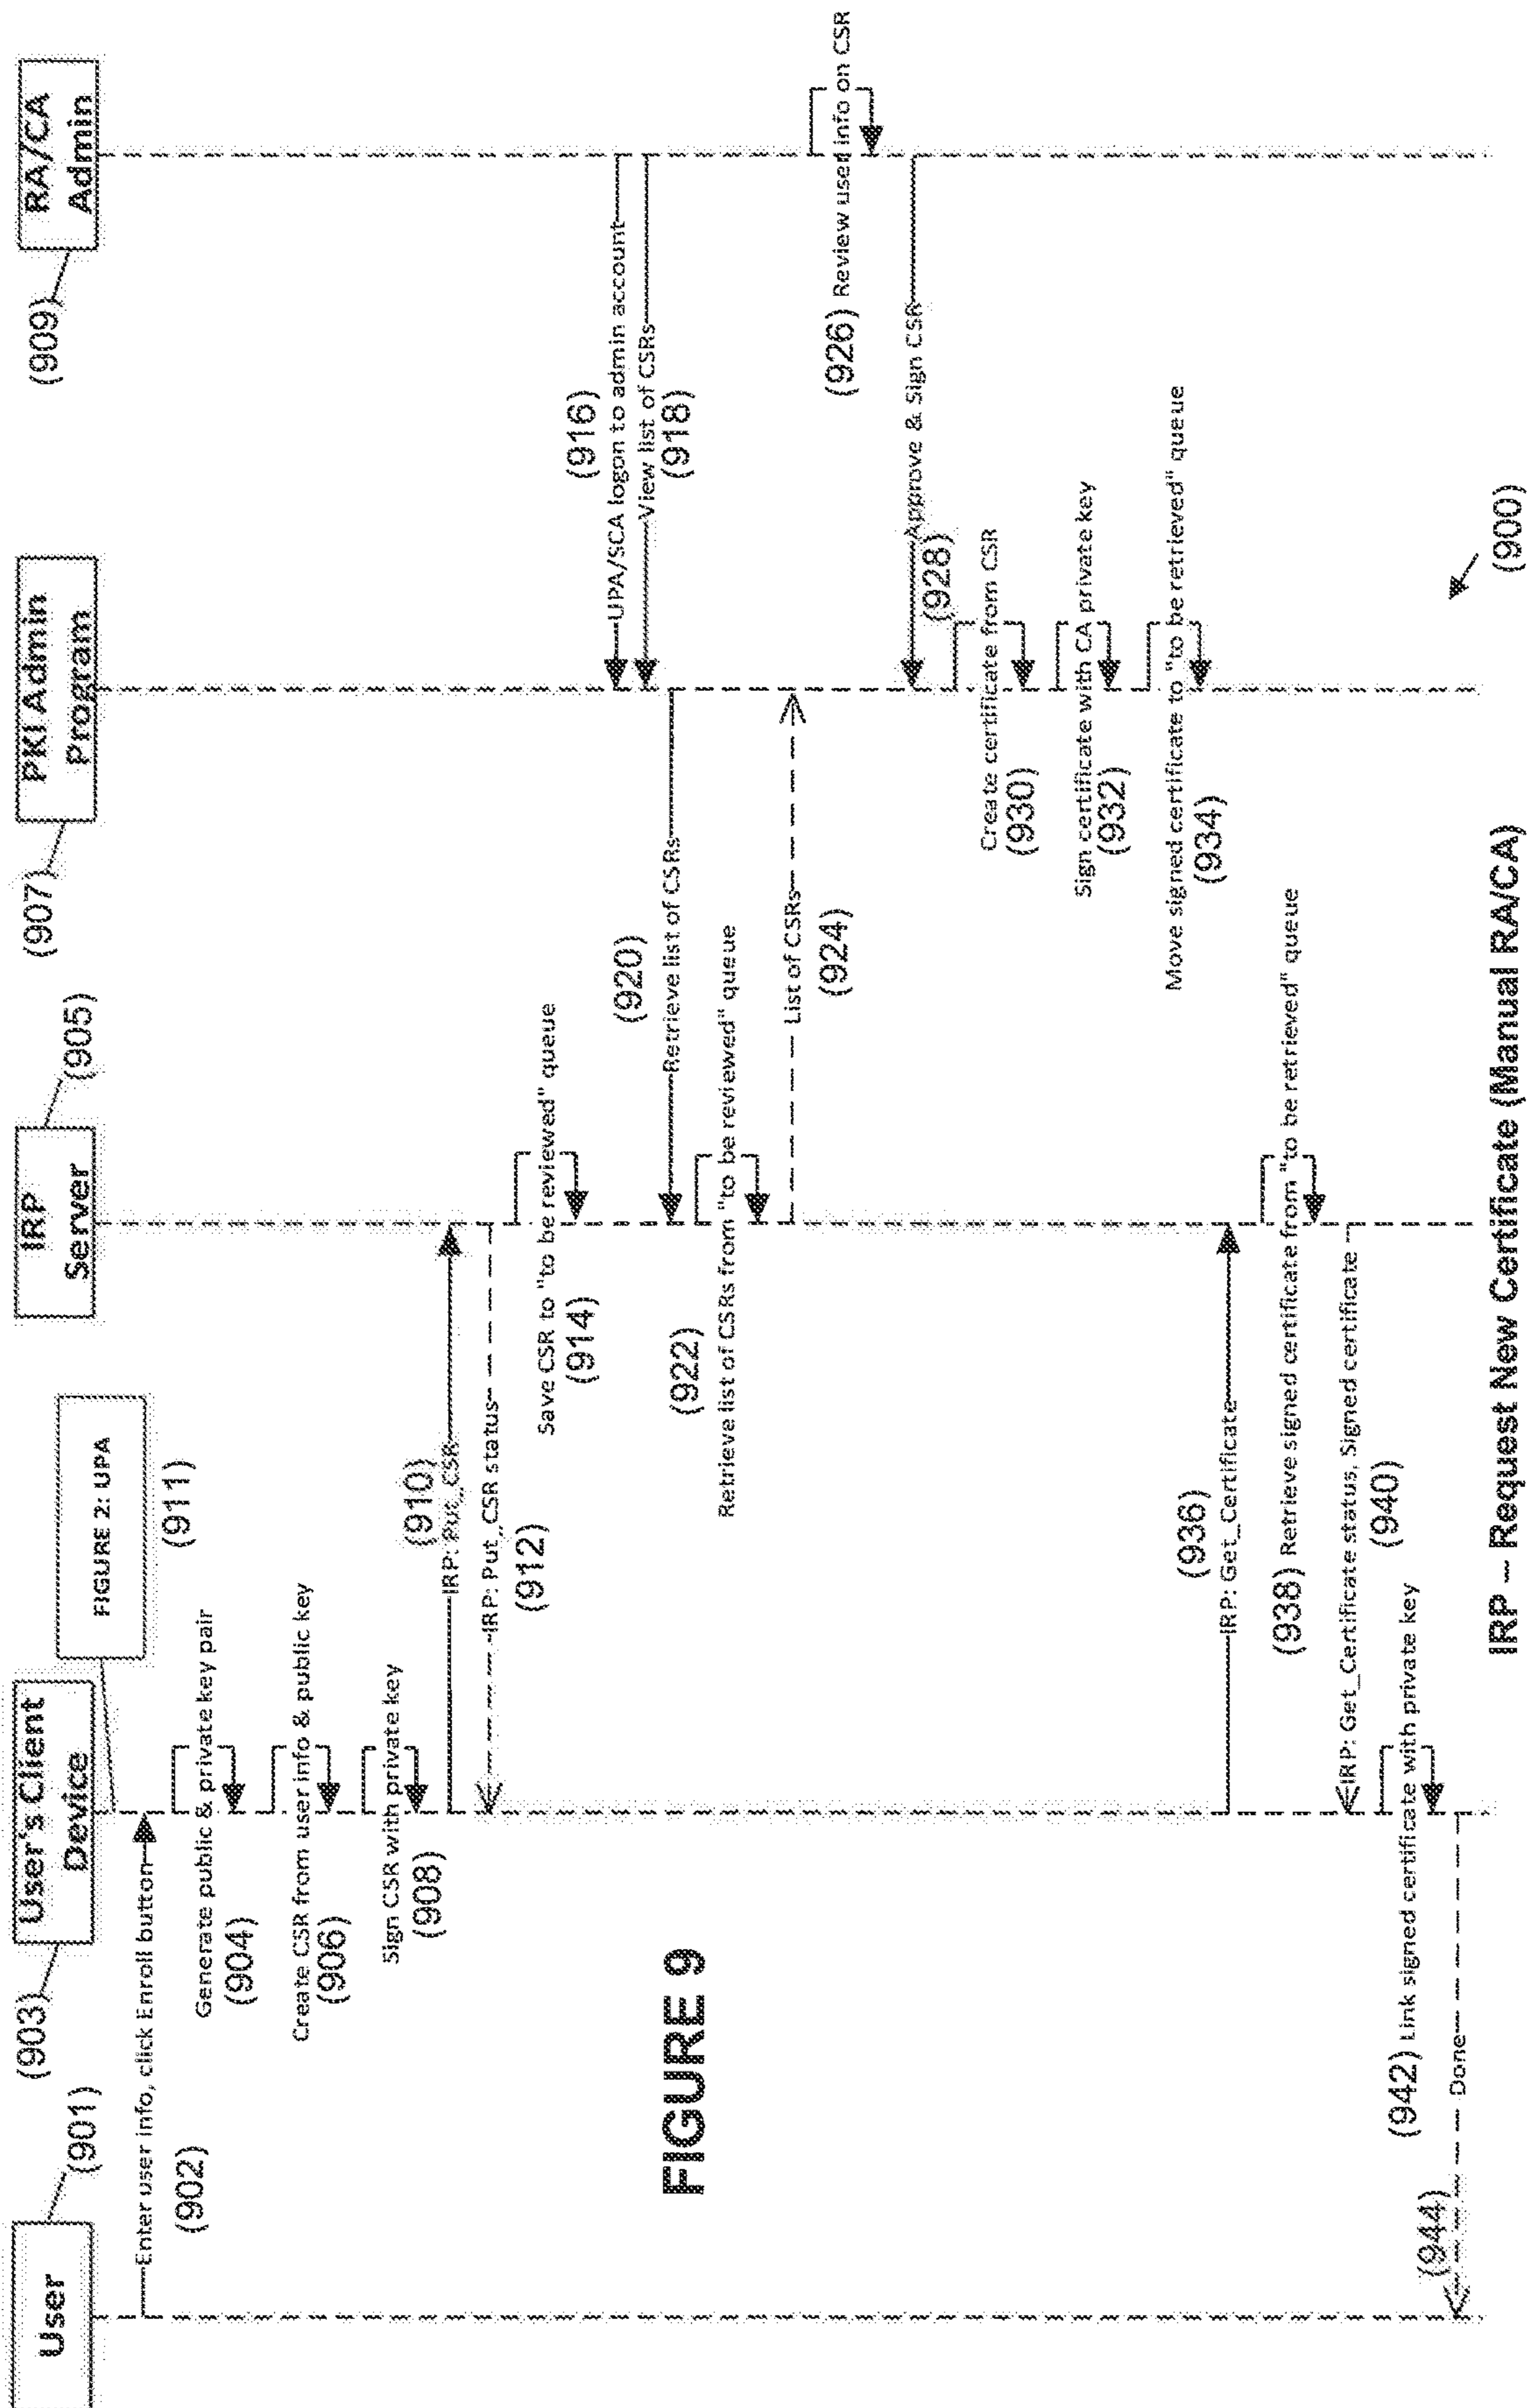 User
(901)
(903)
User's Client
Device
FIGURE 2: UPA
(911)
IRP
Server
(905)
(907)
PKI Admin
Program
(909)
RA/CA
Admin
Enter user info, click Enroll button
(902)
Generate public & private key pair
(904)
Create CSR from user info & public key
(906)
Sign CSR with private key
(908)
(910)
IRP: Put_CSR
IRP: Put_CSR status
(912)
Save CSR to "to be reviewed" queue
(914)
(916)
UPA/SCA logon to admin account
View list of CSRs
(918)
(920)
Retrieve list of CSRs
(922)
Retrieve list of CSRs from "to be reviewed" queue
List of CSRs
(924)
(926) Review user info on CSR
Approve & Sign CSR
(928)
Create certificate from CSR
(930)
Sign certificate with CA private key
(932)
Move signed certificate to "to be retrieved" queue
(934)
(936)
IRP: Get_Certificate
(938) Retrieve signed certificate from "to be retrieved" queue
IRP: Get_Certificate status, Signed certificate
(940)
(942) Link signed certificate with private key
(944)
Done
FIGURE 9
(900)
IRP – Request New Certificate (Manual RA/CA)